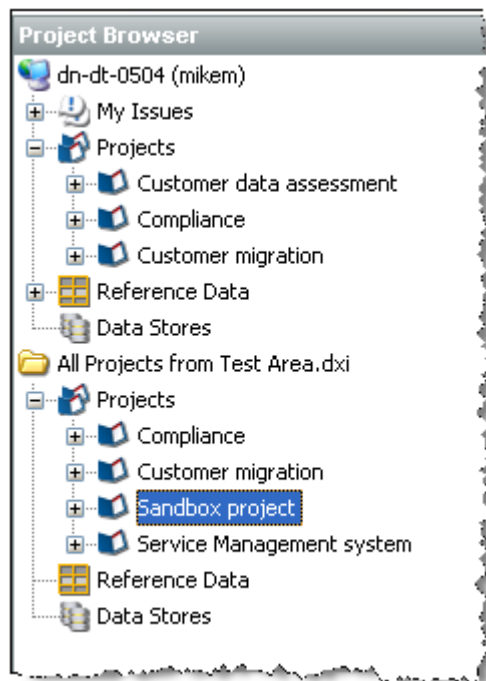 Project Browser
dn-dt-0504 (mikem)
My Issues
Projects
Customer data assessment
Compliance
Customer migration
Reference Data
Data Stores
All Projects from Test Area.dxi
Projects
Compliance
Customer migration
Sandbox project
Service Management system
Reference Data
Data Stores